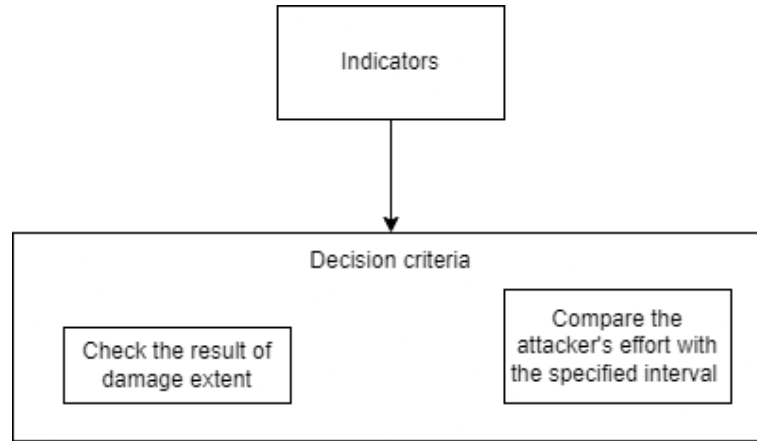 Indicators
Decision criteria
Check the result of
damage extent
Compare the
attacker's effort with
the specified interval